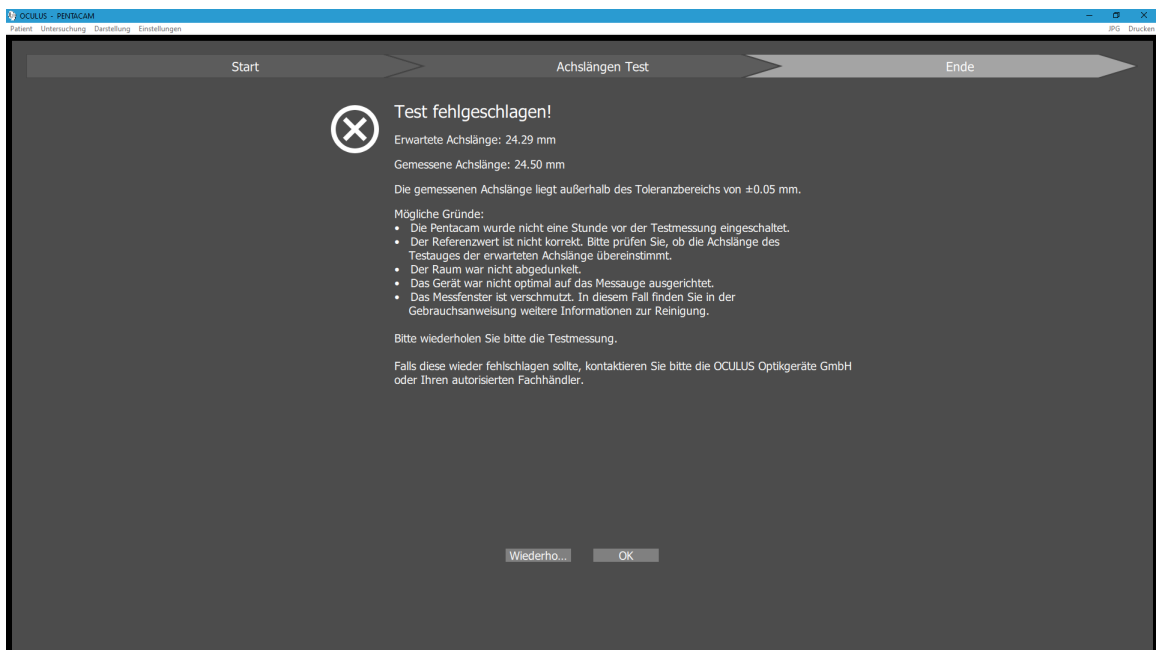 OCULUS - PENTACAM
Patient Untersuchung Darstellung Einstellungen JPG Drucken
Start Achslängen Test Ende
Test fehlgeschlagen!
Erwartete Achslänge: 24.29 mm
Gemessene Achslänge: 24.50 mm
Die gemessenen Achslänge liegt außerhalb des Toleranzbereichs von ±0.05 mm.
Mögliche Gründe:
• Die Pentacam wurde nicht eine Stunde vor der Testmessung eingeschaltet.
• Der Referenzwert ist nicht korrekt. Bitte prüfen Sie, ob die Achslänge des
Testauges der erwarteten Achslänge übereinstimmt.
• Der Raum war nicht abgedunkelt.
• Das Gerät war nicht optimal auf das Messauge ausgerichtet.
• Das Messfenster ist verschmutzt. In diesem Fall finden Sie in der
Gebrauchsanweisung weitere Informationen zur Reinigung.
Bitte wiederholen Sie bitte die Testmessung.
Falls diese wieder fehlschlagen sollte, kontaktieren Sie bitte die OCULUS Optikgeräte GmbH
oder Ihren autorisierten Fachhändler.
Wiederho... OK